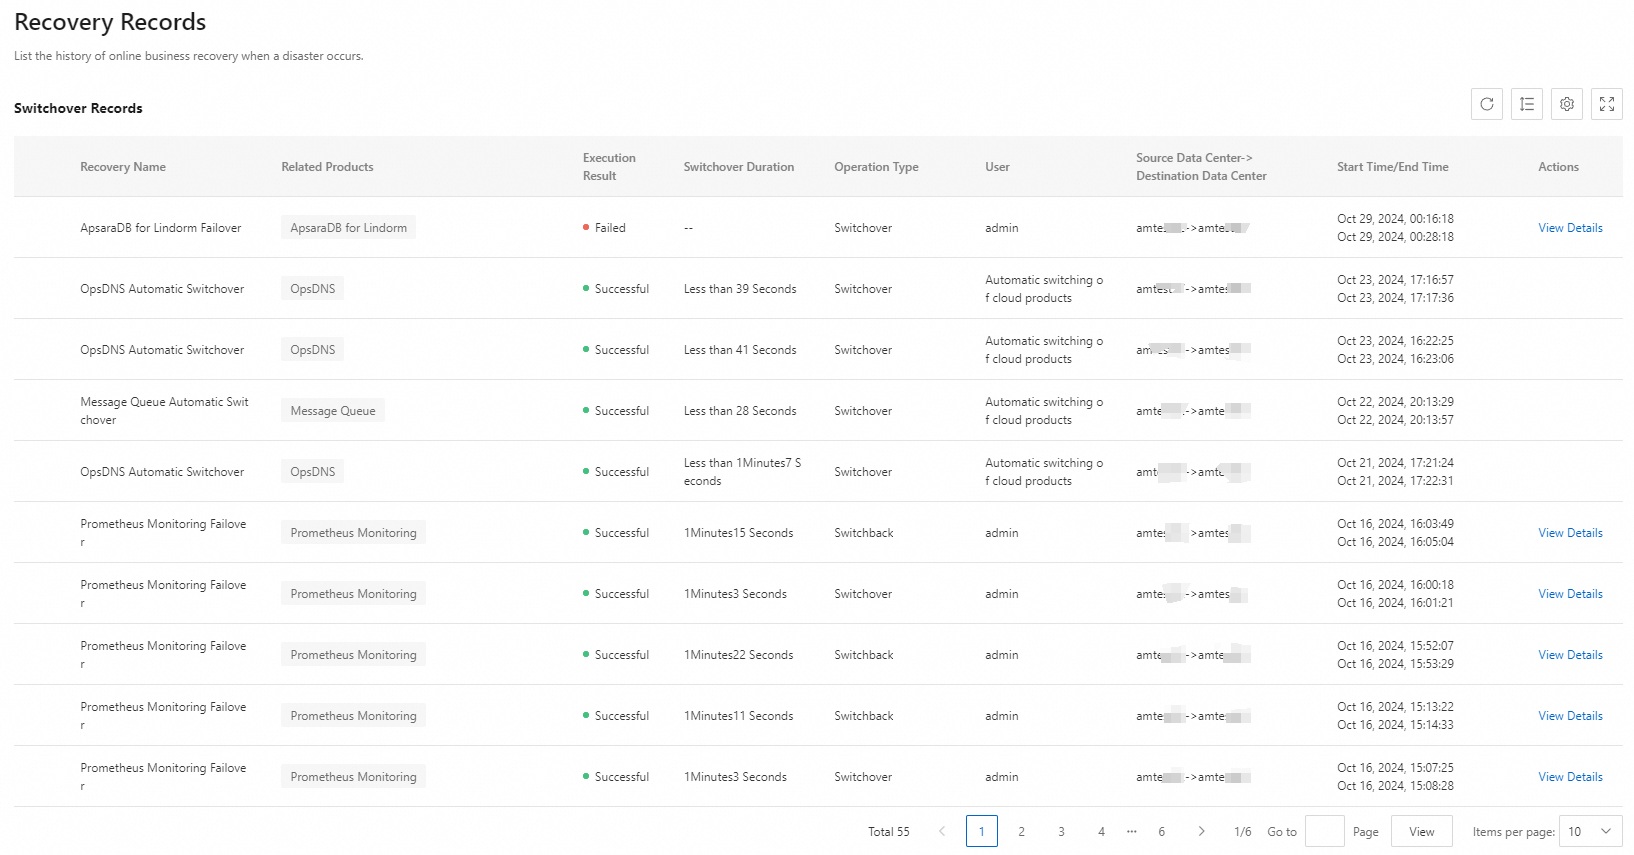 Recovery Records
List the history of online business recovery when a disaster occurs.
Switchover Records
Recovery Name
Related Products
Execution
Result
Switchover Duration
Operation Type
User
Source Data Center->
Destination Data Center
Start Time/End Time
Actions
ApsaraDB for Lindorm Failover
ApsaraDB for Lindorm
Failed
--
Switchover
admin
Oct 29, 2024, 00:16:18
Oct 29, 2024, 00:28:18
View Details
OpsDNS Automatic Switchover
OpsDNS
Successful
Less than 39 Seconds
Switchover
Automatic switching o
f cloud products
Oct 23, 2024, 17:16:57
Oct 23, 2024, 17:17:36
OpsDNS Automatic Switchover
OpsDNS
Successful
Less than 41 Seconds
Switchover
Automatic switching o
f cloud products
Oct 23, 2024, 16:22:25
Oct 23, 2024, 16:23:06
Message Queue Automatic Swit
chover
Message Queue
Successful
Less than 28 Seconds
Switchover
Automatic switching o
f cloud products
Oct 22, 2024, 20:13:29
Oct 22, 2024, 20:13:57
OpsDNS Automatic Switchover
OpsDNS
Successful
Less than 1Minutes7 S
econds
Switchover
Automatic switching o
f cloud products
Oct 21, 2024, 17:21:24
Oct 21, 2024, 17:22:31
Prometheus Monitoring Failove
r
Prometheus Monitoring
Successful
1Minutes15 Seconds
Switchback
admin
Oct 16, 2024, 16:03:49
Oct 16, 2024, 16:05:04
View Details
Prometheus Monitoring Failove
r
Prometheus Monitoring
Successful
1Minutes3 Seconds
Switchover
admin
Oct 16, 2024, 16:00:18
Oct 16, 2024, 16:01:21
View Details
Prometheus Monitoring Failove
r
Prometheus Monitoring
Successful
1Minutes22 Seconds
Switchback
admin
Oct 16, 2024, 15:52:07
Oct 16, 2024, 15:53:29
View Details
Prometheus Monitoring Failove
r
Prometheus Monitoring
Successful
1Minutes11 Seconds
Switchback
admin
Oct 16, 2024, 15:13:22
Oct 16, 2024, 15:14:33
View Details
Prometheus Monitoring Failove
r
Prometheus Monitoring
Successful
1Minutes3 Seconds
Switchover
admin
Oct 16, 2024, 15:07:25
Oct 16, 2024, 15:08:28
View Details
Total 55 1 2 3 4 ••• 6 1/6 Go to Page View Items per page: 10